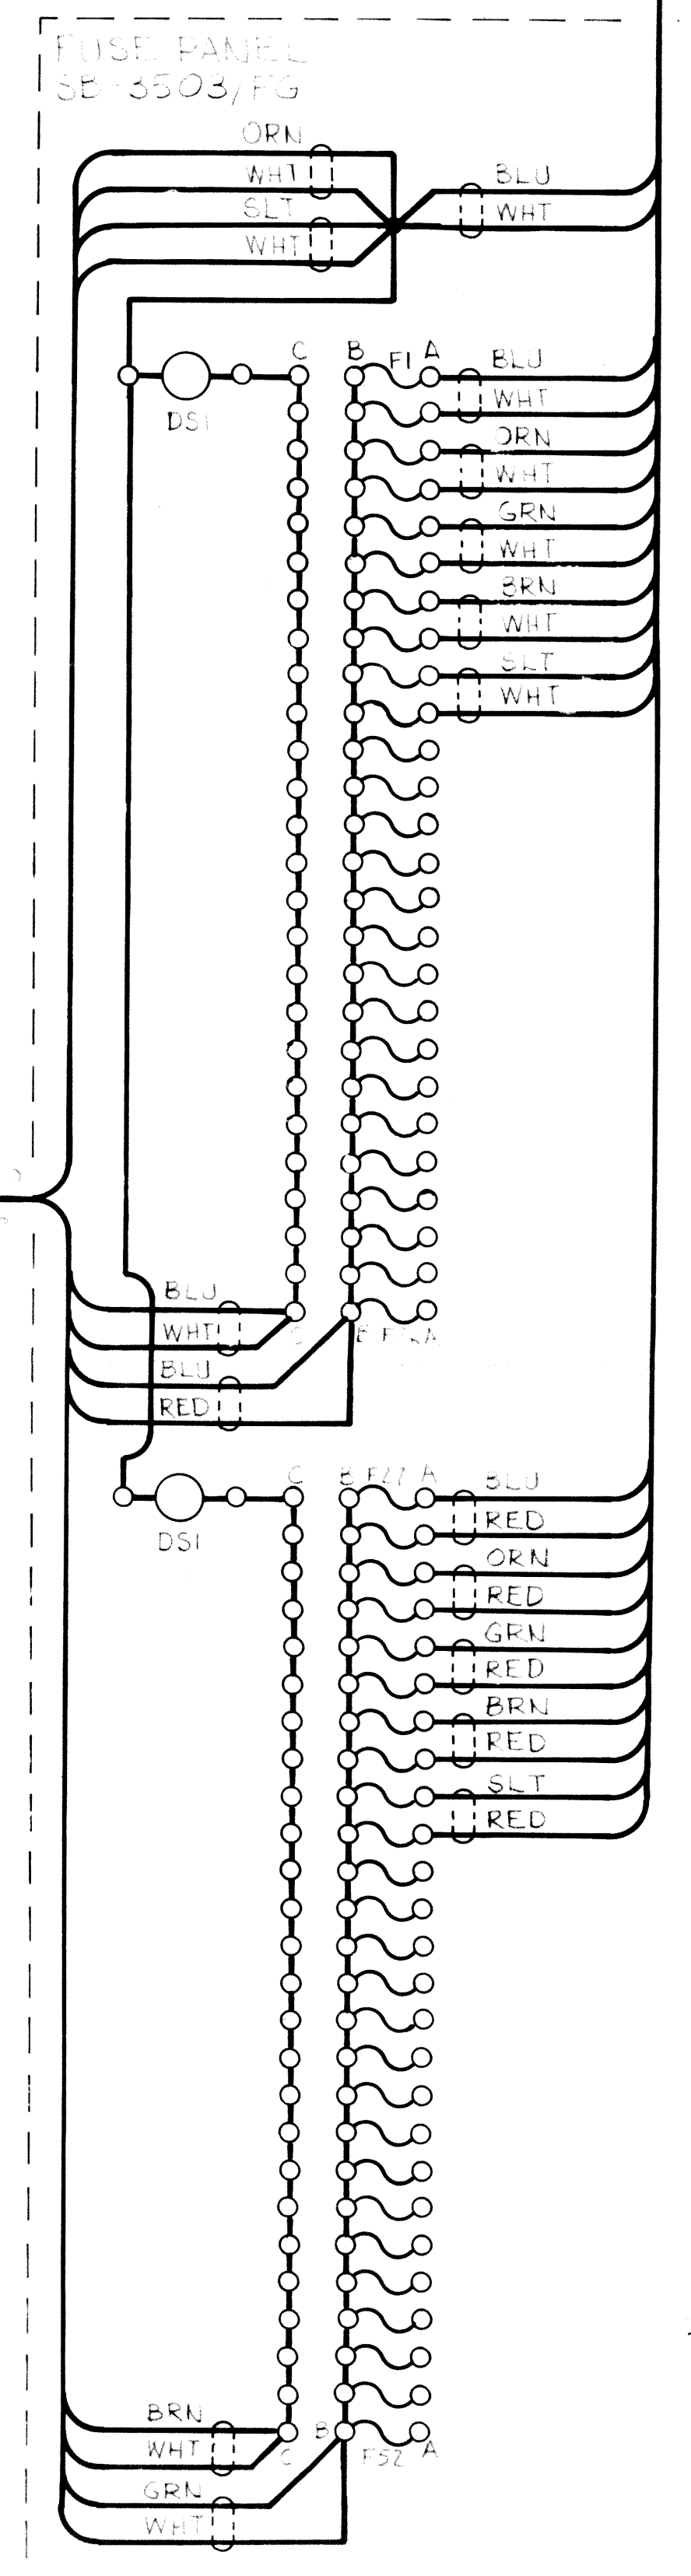 FUSE PANEL
SB-3503/FG
ORN
WHT
SLT
WHT
BLU
WHT
C B F1 A
DS1
BLU
WHT
ORN
WHT
GRN
WHT
BRN
WHT
SLT
WHT
BLU
WHT
BLU
RED
C B A
C B F27 A
DS1
BLU
RED
ORN
RED
GRN
RED
BRN
RED
SLT
RED
BRN
WHT
GRN
WHT
C B F52 A